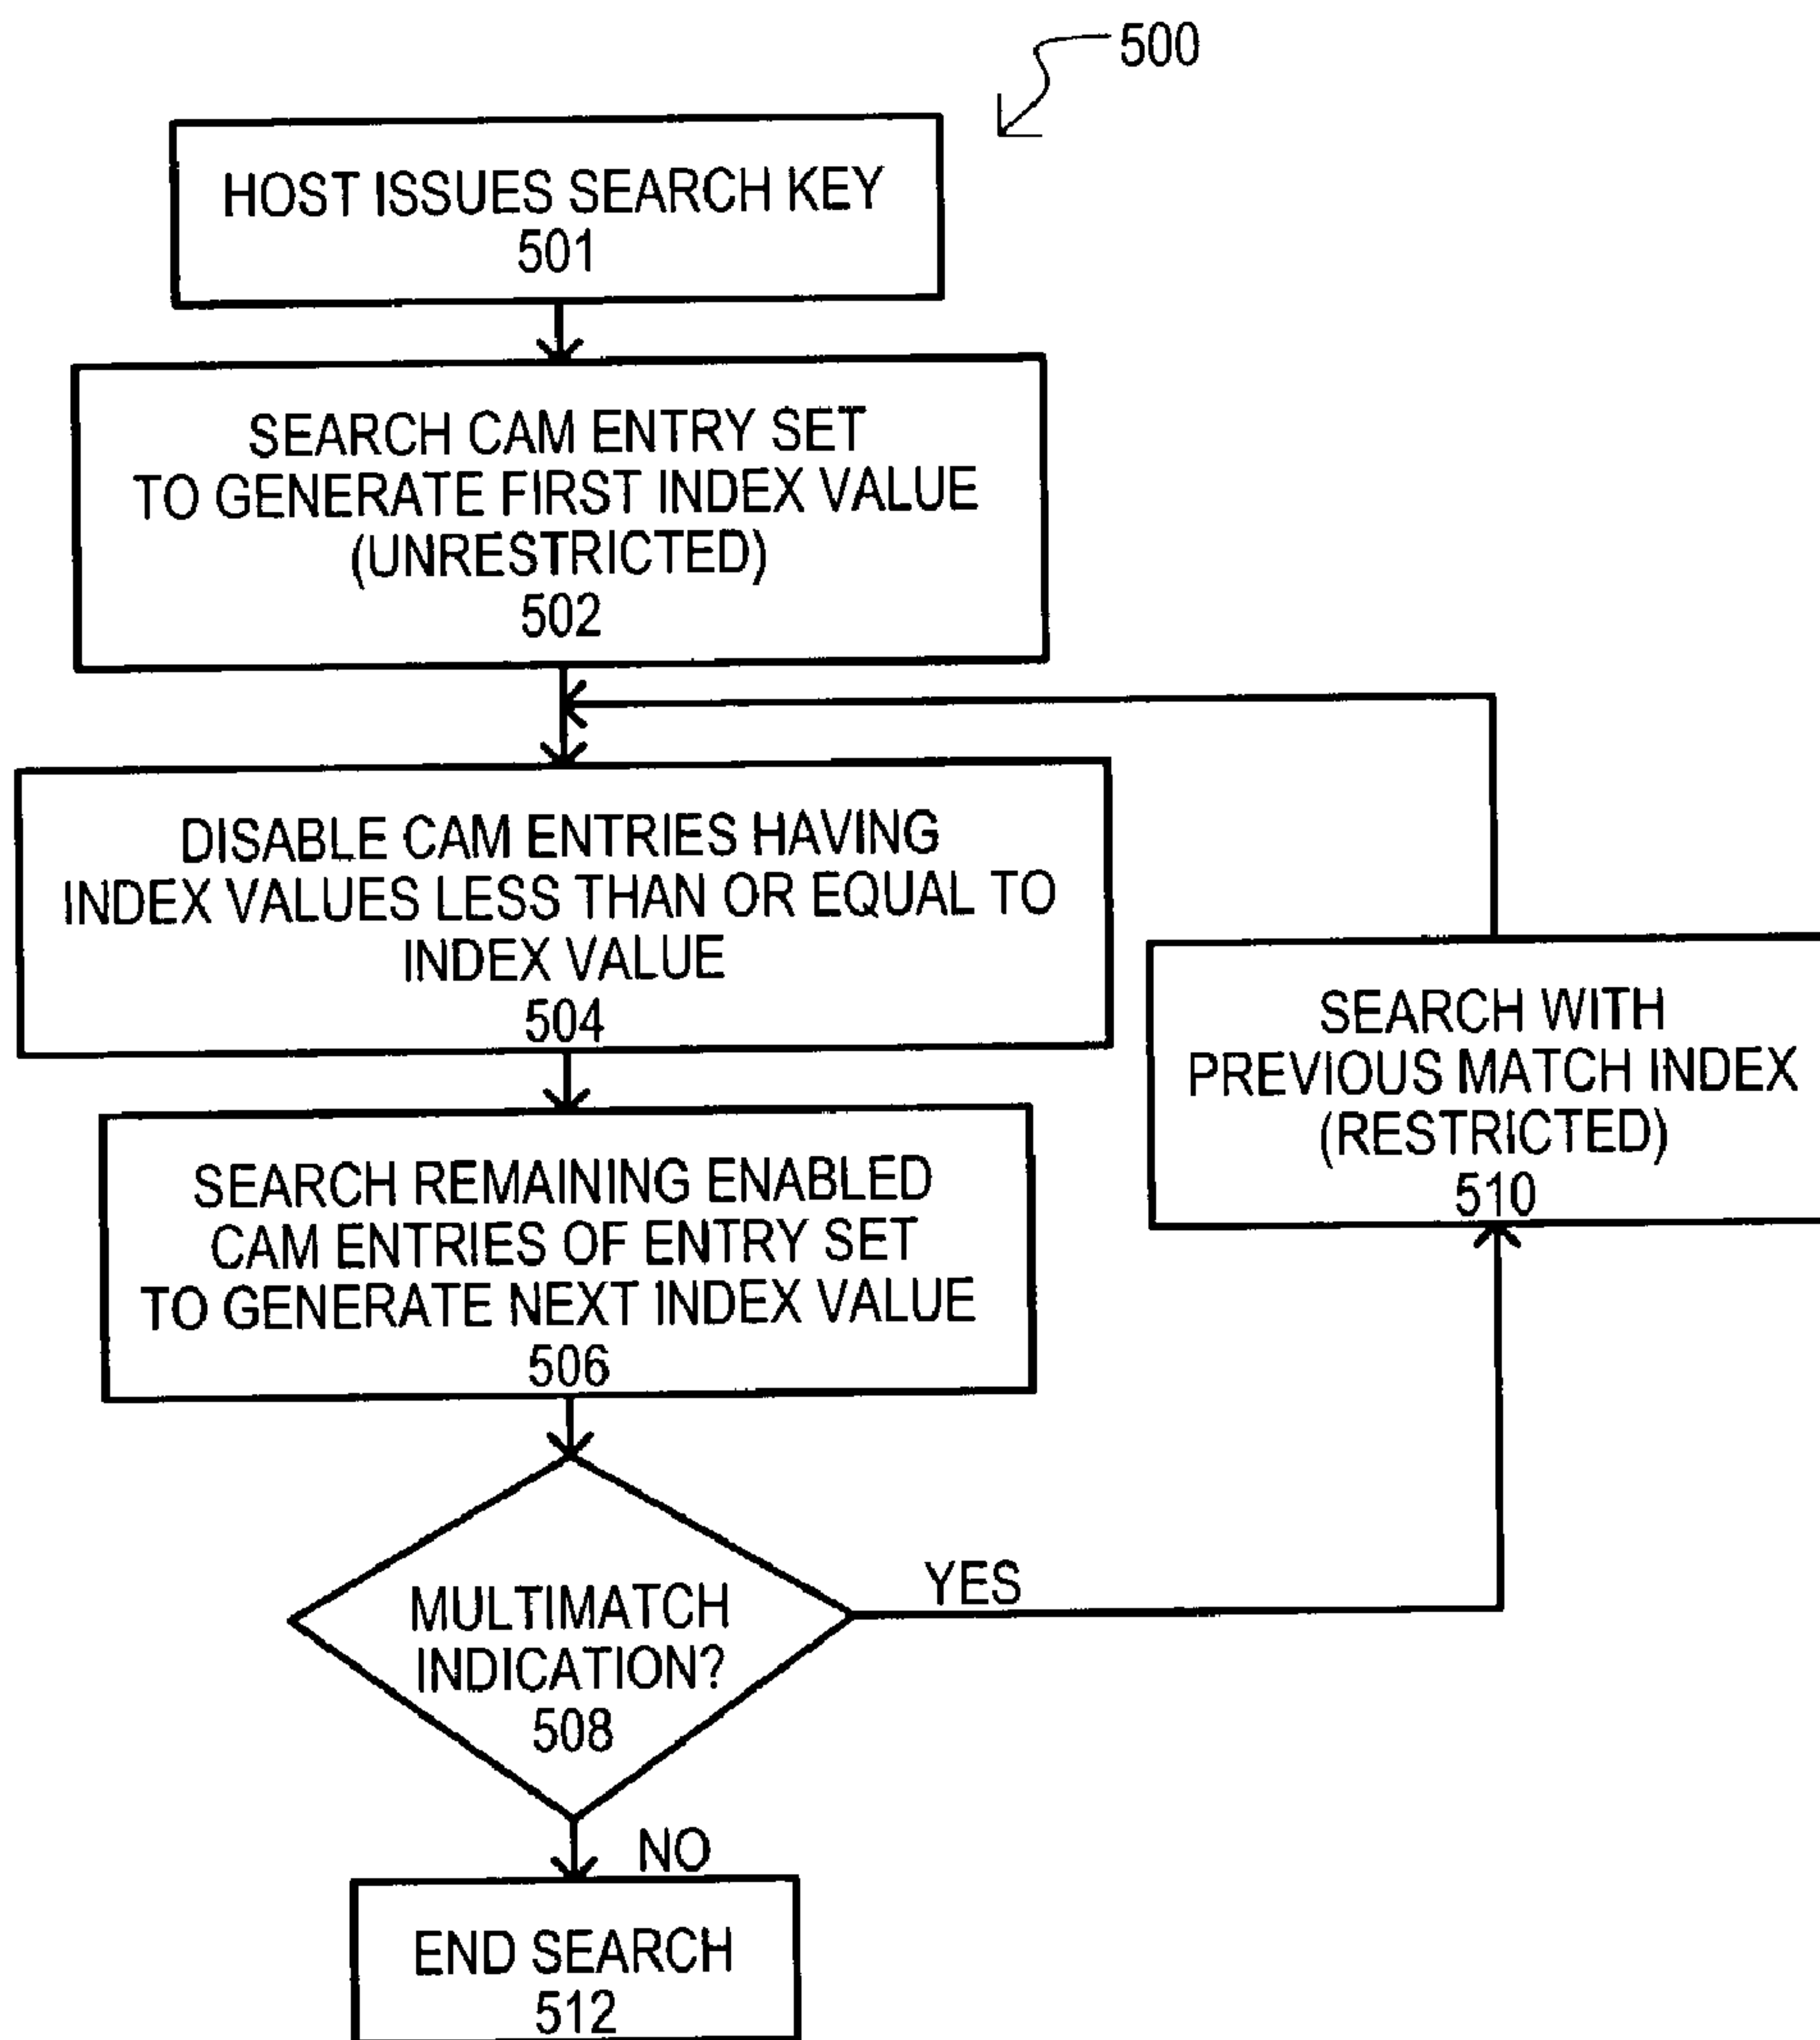 500
HOST ISSUES SEARCH KEY
501
SEARCH CAM ENTRY SET
TO GENERATE FIRST INDEX VALUE
(UNRESTRICTED)
502
DISABLE CAM ENTRIES HAVING
INDEX VALUES LESS THAN OR EQUAL TO
INDEX VALUE
504
SEARCH WITH
PREVIOUS MATCH INDEX
(RESTRICTED)
510
SEARCH REMAINING ENABLED
CAM ENTRIES OF ENTRY SET
TO GENERATE NEXT INDEX VALUE
506
MULTIMATCH
INDICATION?
508
YES
NO
END SEARCH
512